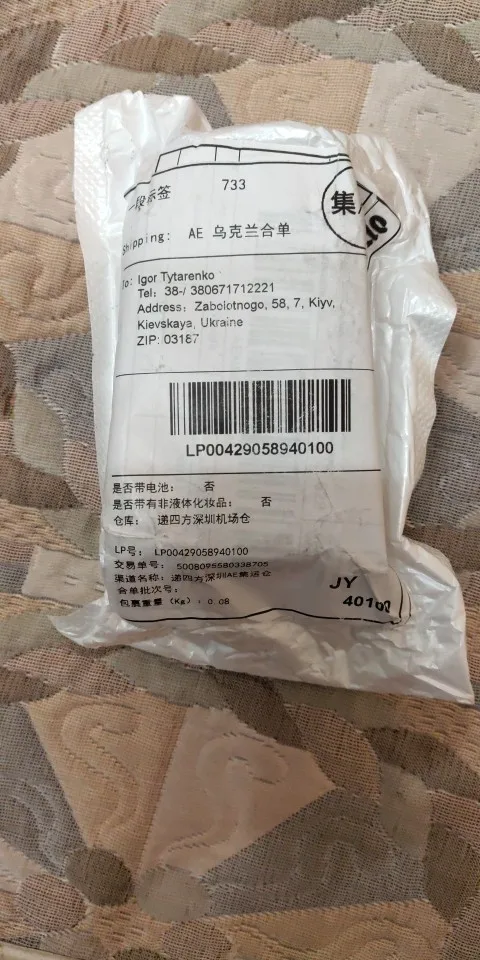 733
一段标签
集
Shipping: AE 乌克兰合单
To: Igor Tytarenko
Tel: 38-/ 380671712221
Address: Zabolotnogo, 58, 7, Kiyv,
Kievskaya, Ukraine
ZIP: 03187
LP00429058940100
是否带电池: 否
是否带有非液体化妆品: 否
仓库: 递四方深圳机场仓
LP号: LP00429058940100
交易单号: 5008095580338705
渠道名称: 递四方深圳AE集运仓
合单批次号:
包裹重量 (Kg): 0.08
JY
40100